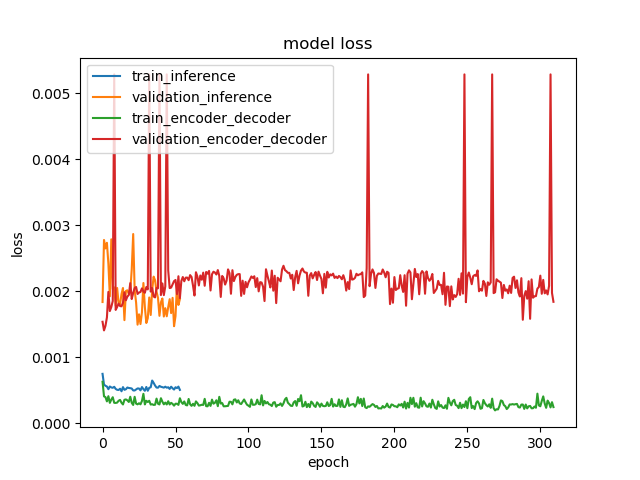 model loss
train_inference
validation_inference
train_encoder_decoder
validation_encoder_decoder
0.005
0.004
0.003
0.002
0.001
0.000
loss
0 50 100 150 200 250 300
epoch